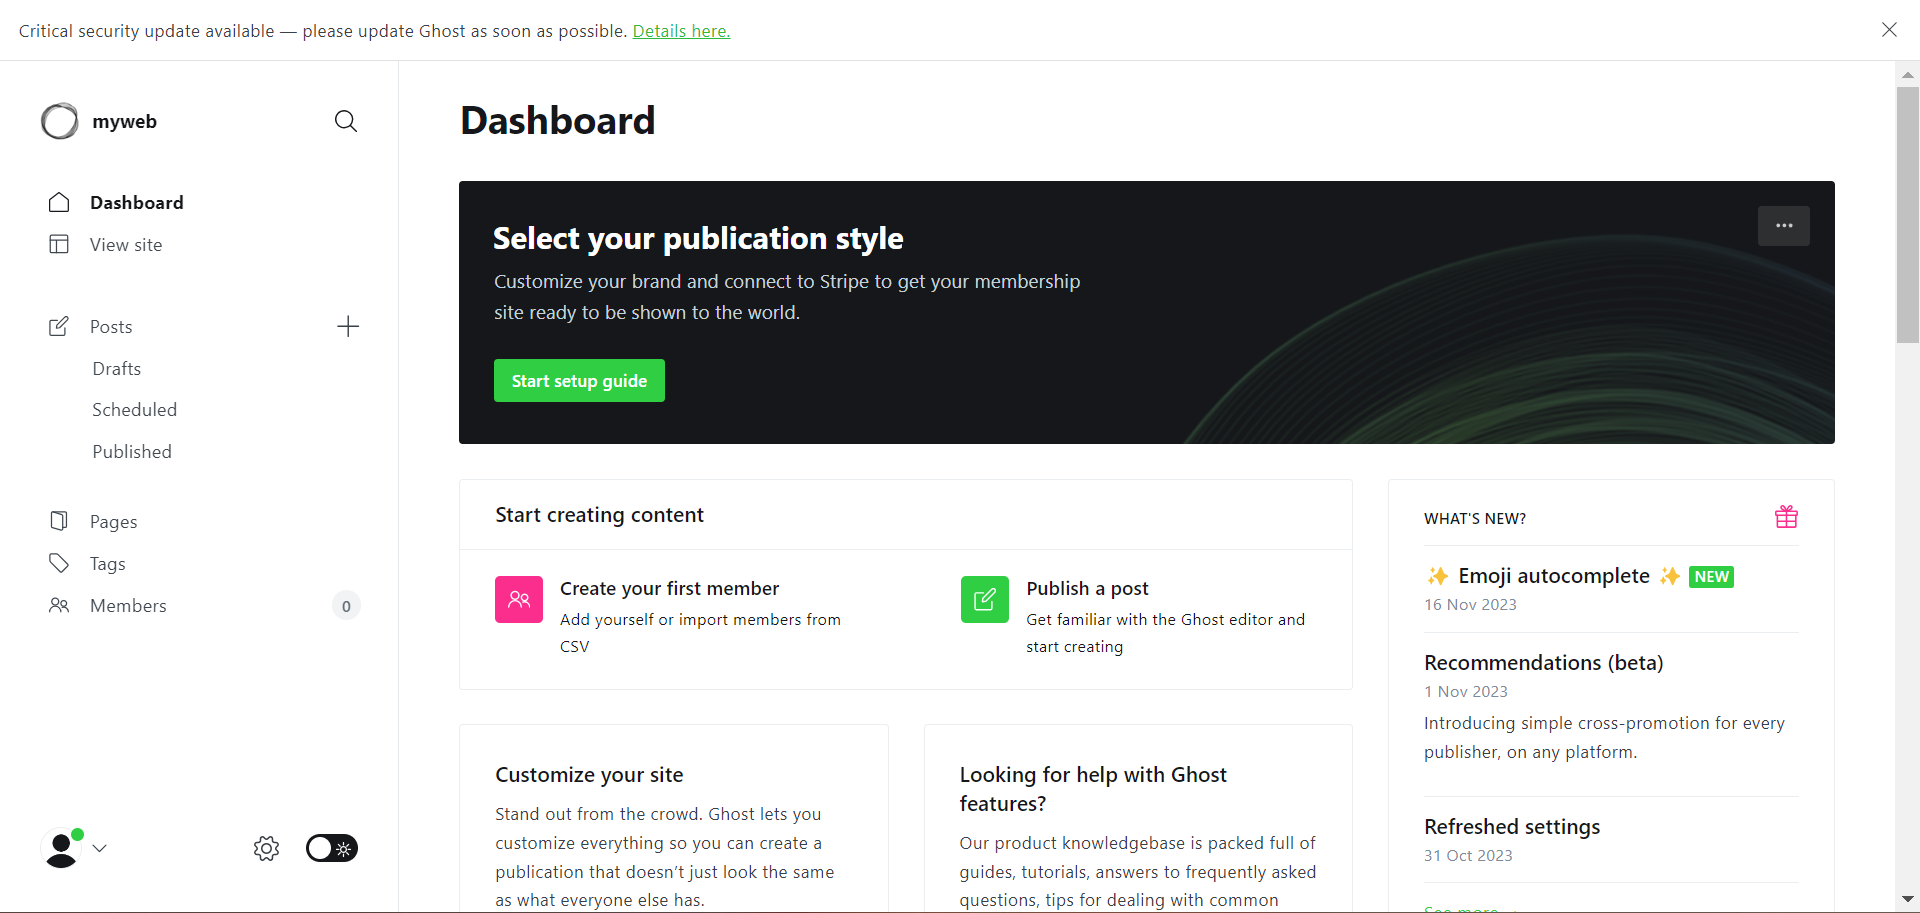 Critical security update available — please update Ghost as soon as possible. Details here.
myweb
Dashboard
View site
Posts
Drafts
Scheduled
Published
Pages
Tags
Members
0
Dashboard
Select your publication style
Customize your brand and connect to Stripe to get your membership
site ready to be shown to the world.
Start setup guide
Start creating content
Create your first member
Add yourself or import members from
CSV
Publish a post
Get familiar with the Ghost editor and
start creating
Customize your site
Stand out from the crowd. Ghost lets you
customize everything so you can create a
publication that doesn’t just look the same
as what everyone else has.
Looking for help with Ghost
features?
Our product knowledgebase is packed full of
guides, tutorials, answers to frequently asked
questions, tips for dealing with common
WHAT'S NEW?
✨ Emoji autocomplete ✨ NEW
16 Nov 2023
Recommendations (beta)
1 Nov 2023
Introducing simple cross-promotion for every
publisher, on any platform.
Refreshed settings
31 Oct 2023
See more